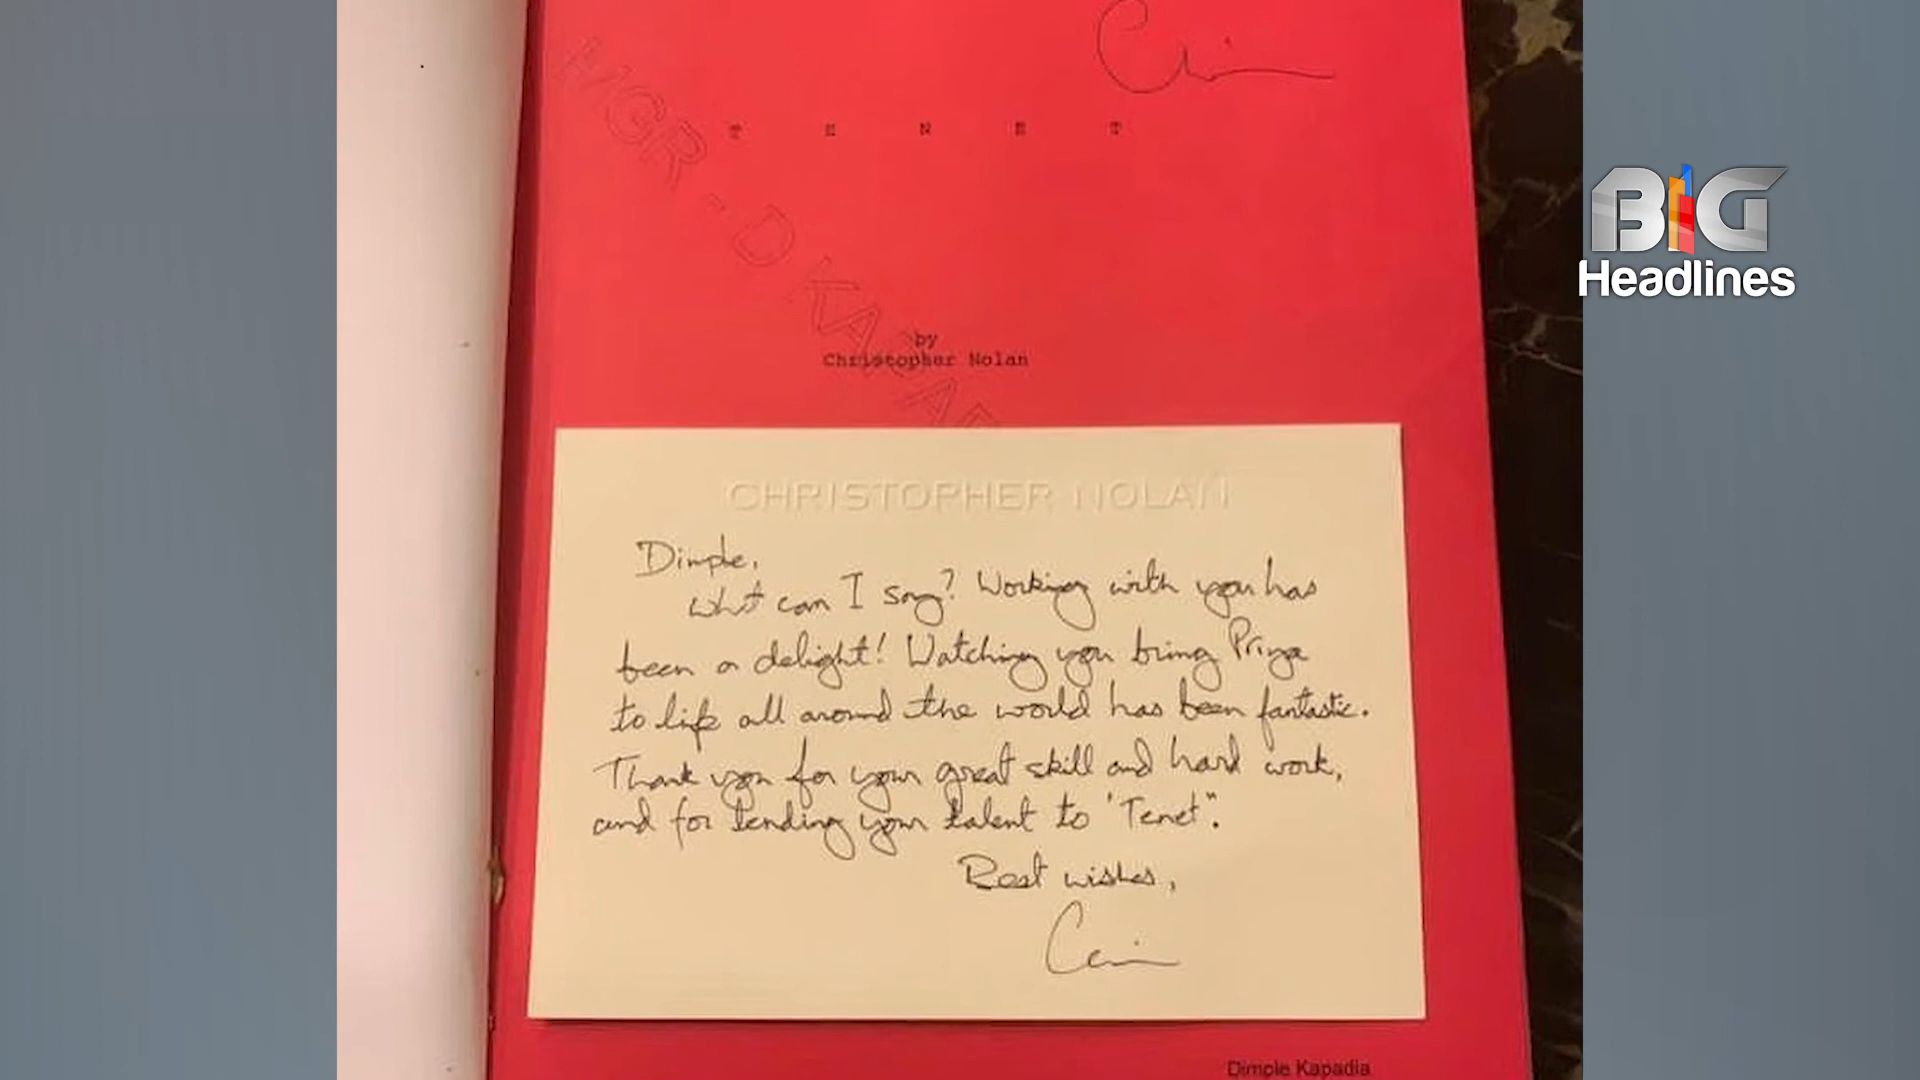 T E N E T
by
Christopher Nolan
BIG
Headlines
CHRISTOPHER NOLAN
Dimple,
What can I say? Working with you has
been a delight! Watching you bring Priya
to life all around the world has been fantastic.
Thank you for your great skill and hard work,
and for lending your talent to "Tenet".
Best wishes,
Dimple Kapadia